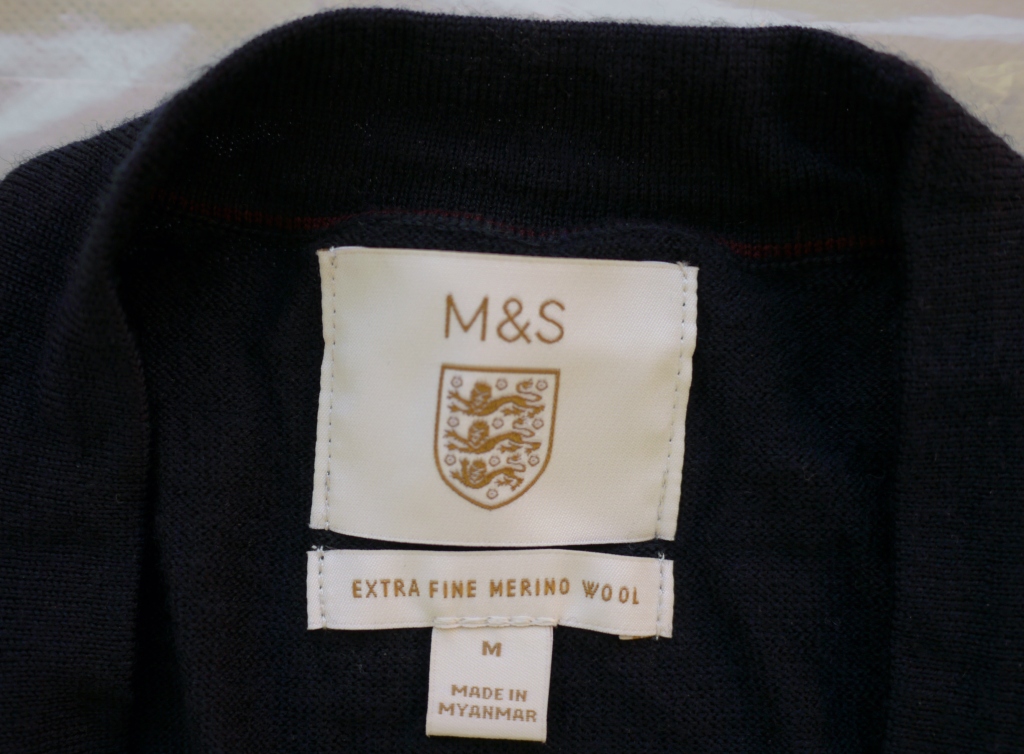 M&S
EXTRA FINE MERINO WOOL
M
MADE IN
MYANMAR